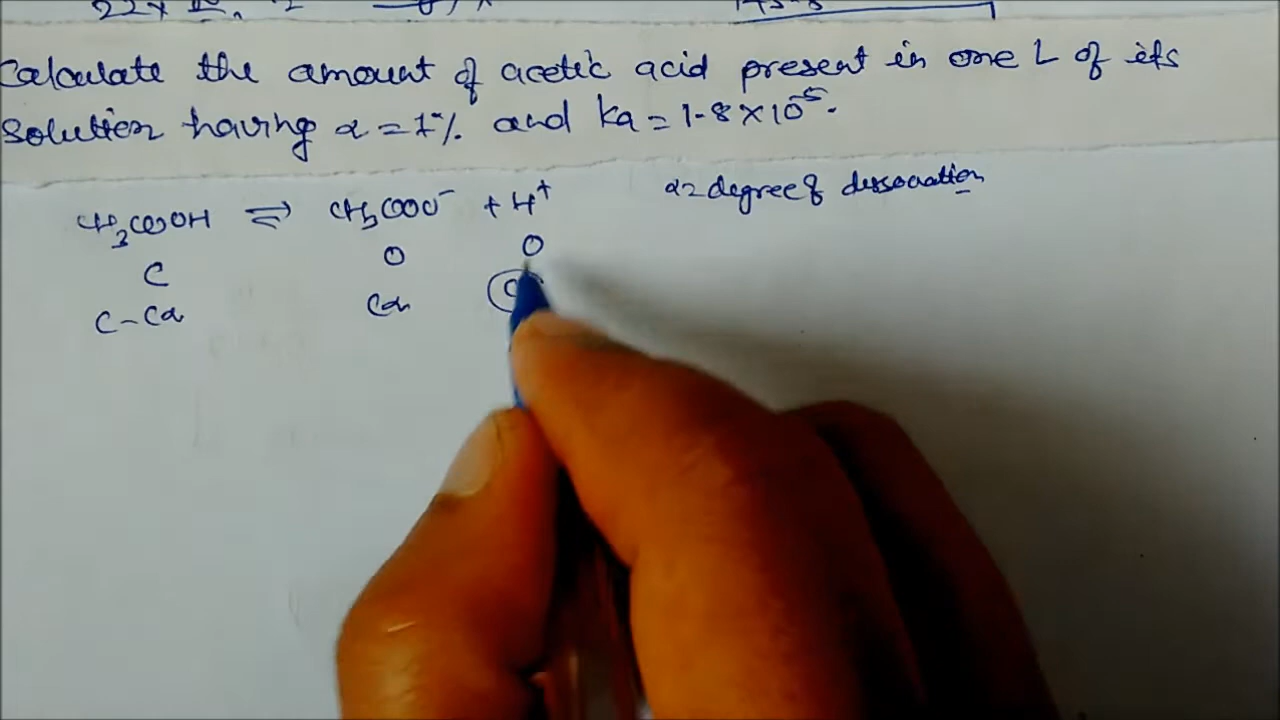 Calculate the amount of acetic acid present in one L of its
solution having α = 1% and ka = 1.8×10⁻⁵.
α = degree of dissociation
CH₃COOH ⇌ CH₃COO⁻ + H⁺
C 0 0
C-Cα Cα